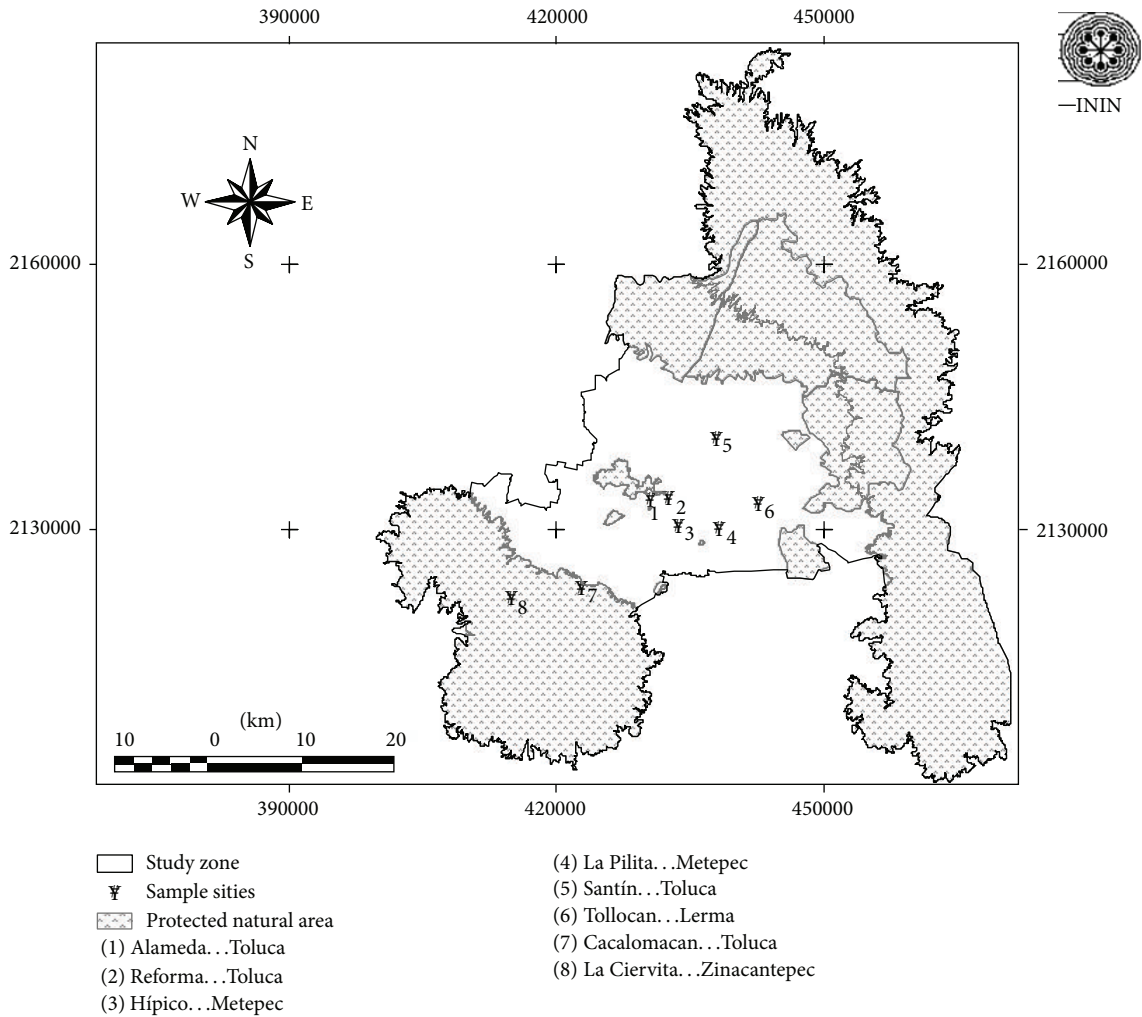 390000 420000 450000
—ININ
N
W E
S
2160000 2160000
5
1 2
3 4 6
2130000 2130000
8 7
(km)
10 0 10 20
390000 420000 450000
Study zone
Sample sities
Protected natural area
(1) Alameda...Toluca
(2) Reforma...Toluca
(3) Hípico...Metepec
(4) La Pilita...Metepec
(5) Santín...Toluca
(6) Tollocan...Lerma
(7) Cacalomacan...Toluca
(8) La Ciervita...Zinacantepec